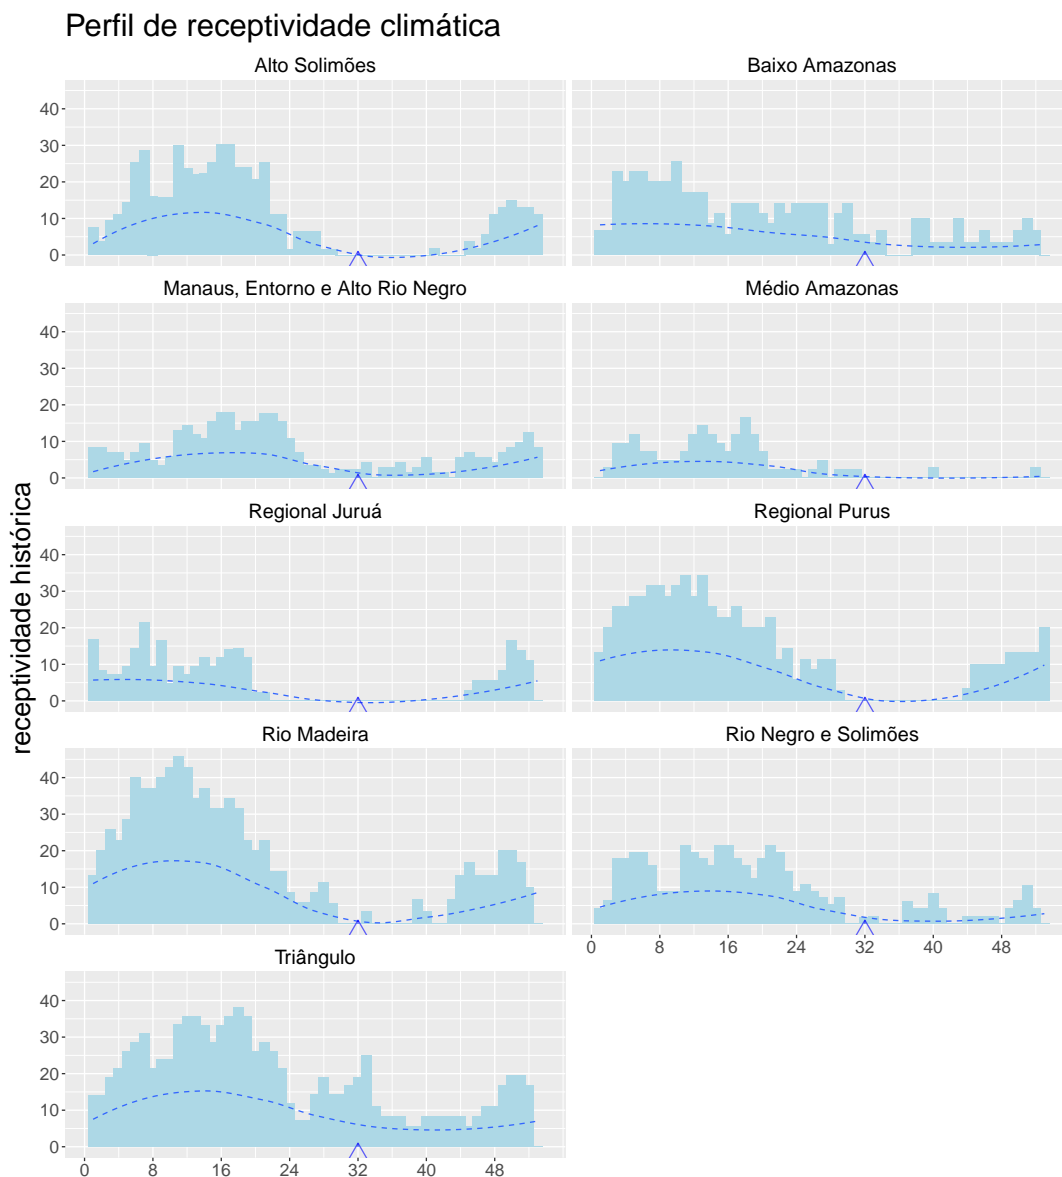 Perfil de receptividade climática
Alto Solimões
Baixo Amazonas
40
30
20
10
0
Manaus, Entorno e Alto Rio Negro
Médio Amazonas
40
30
20
10
0
Regional Juruá
Regional Purus
40
30
20
10
0
receptividade histórica
Rio Madeira
Rio Negro e Solimões
40
30
20
10
0
0 8 16 24 32 40 48
Triângulo
40
30
20
10
0
0 8 16 24 32 40 48